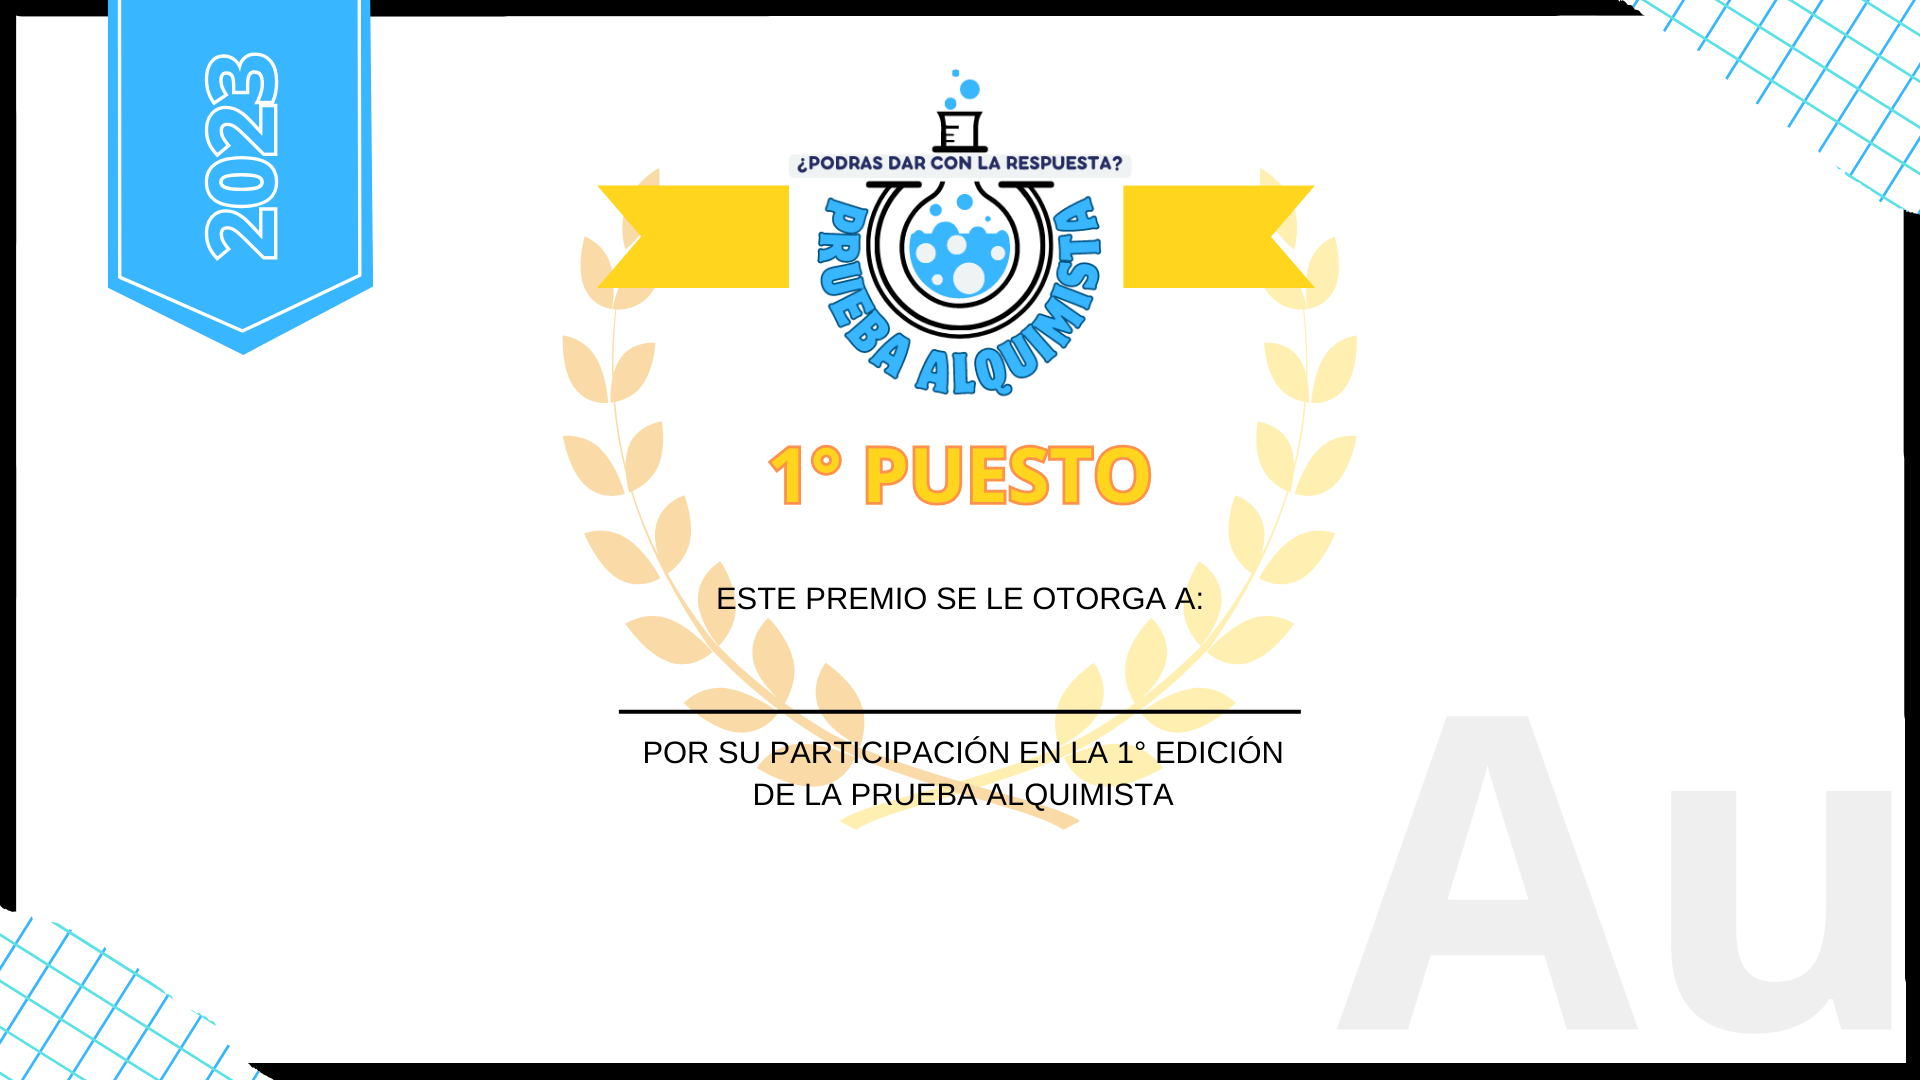 2023
¿PODRAS DAR CON LA RESPUESTA?
PRUEBA ALQUIMISTA
1° PUESTO
ESTE PREMIO SE LE OTORGA A:
POR SU PARTICIPACIÓN EN LA 1° EDICIÓN
DE LA PRUEBA ALQUIMISTA
Au